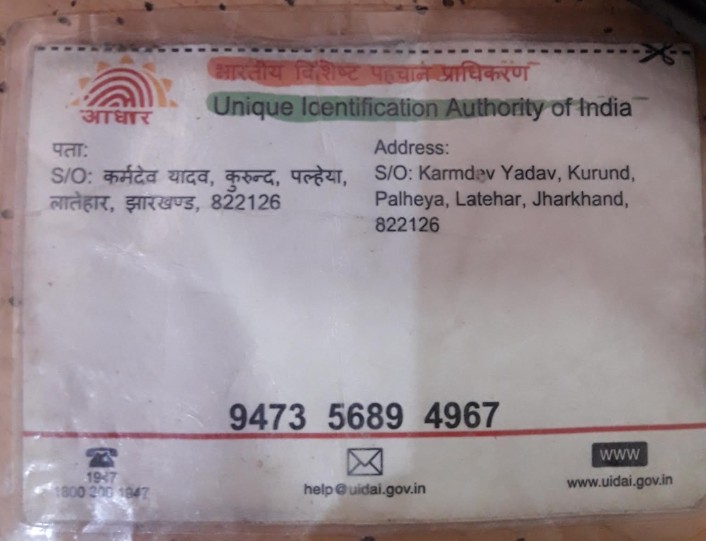 आधार
भारतीय विशिष्ट पहचान प्राधिकरण
Unique Identification Authority of India
पता:
S/O: कर्मदेव यादव, कुरुन्द, पल्हेया,
लातेहार, झारखण्ड, 822126
Address:
S/O: Karmdev Yadav, Kurund,
Palheya, Latehar, Jharkhand,
822126
9473 5689 4967
1947
1800 300 1947
help@uidai.gov.in
www
www.uidai.gov.in